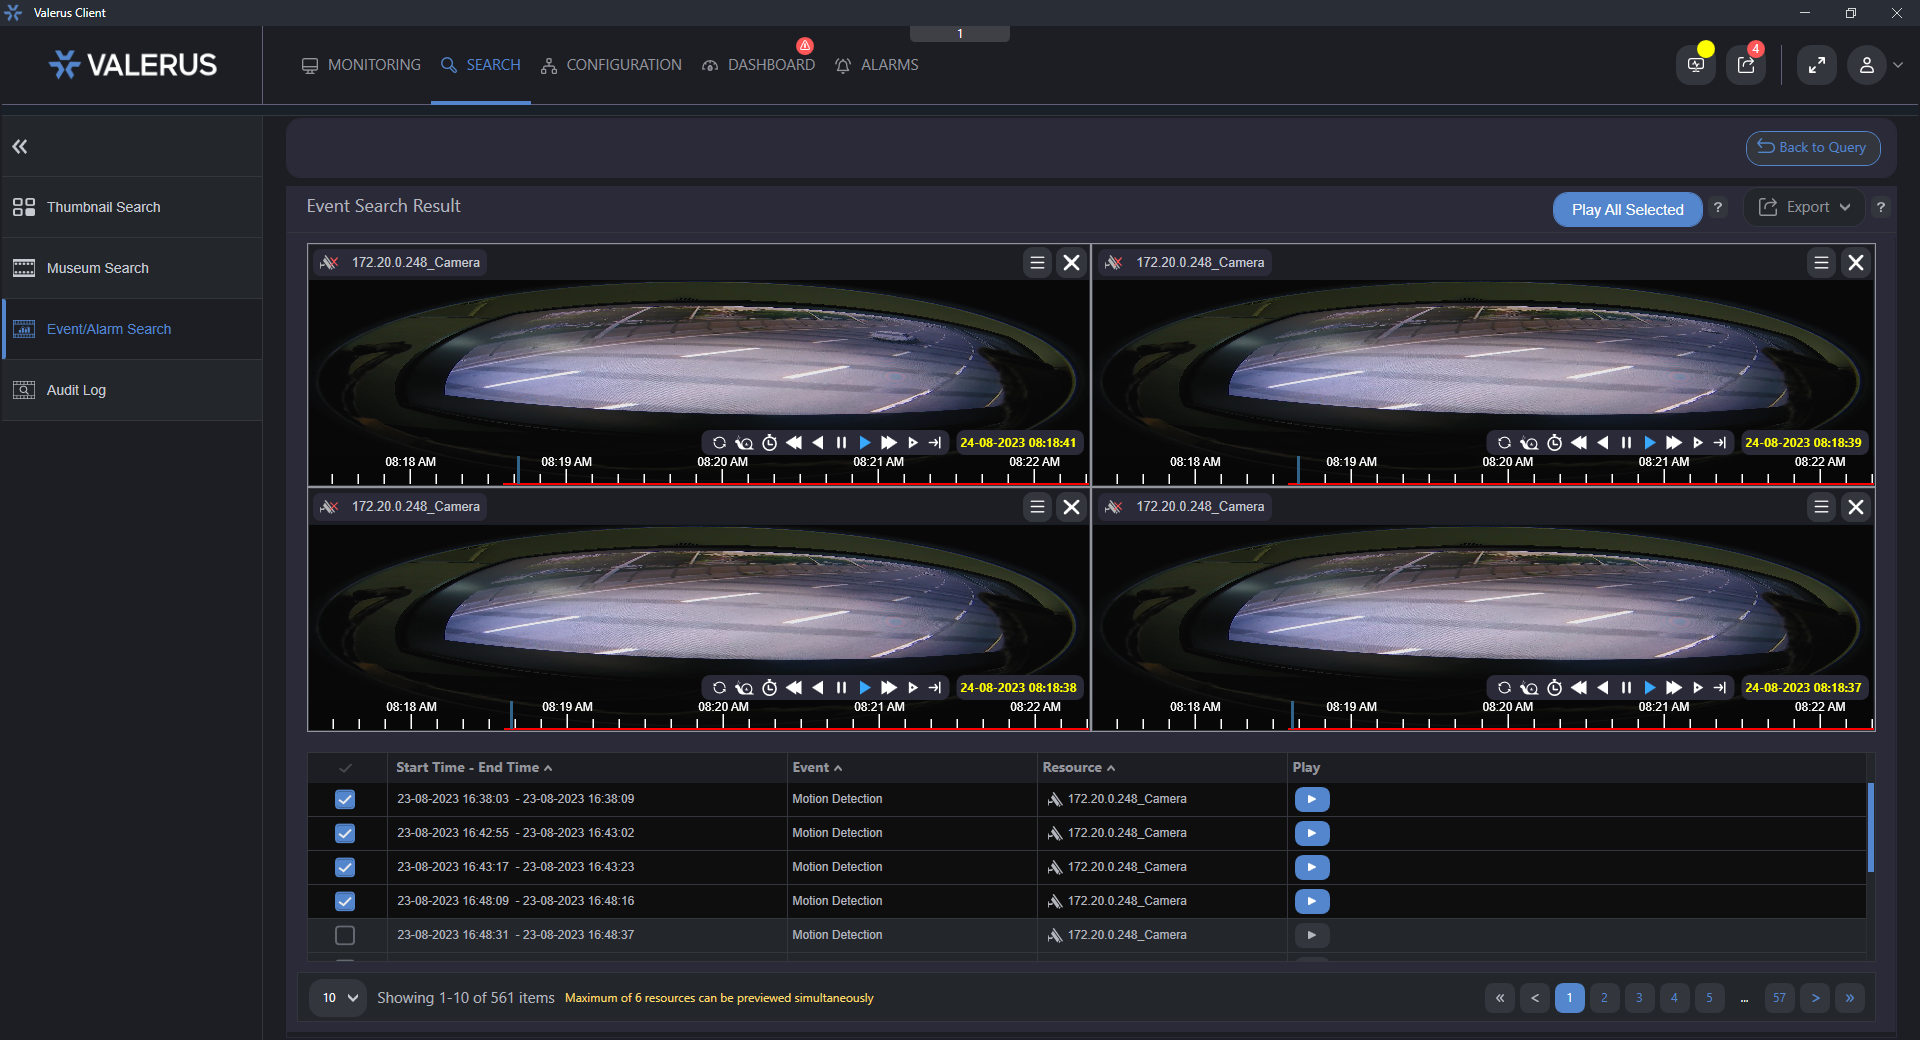 Valerus Client
1
VALERUS
MONITORING
SEARCH
CONFIGURATION
DASHBOARD
ALARMS
4
Thumbnail Search
Museum Search
Event/Alarm Search
Audit Log
Back to Query
Event Search Result
Play All Selected
?
Export
?
172.20.0.248_Camera
24-08-2023 08:18:41
08:18 AM 08:19 AM 08:20 AM 08:21 AM 08:22 AM
172.20.0.248_Camera
24-08-2023 08:18:39
08:18 AM 08:19 AM 08:20 AM 08:21 AM 08:22 AM
172.20.0.248_Camera
24-08-2023 08:18:38
08:18 AM 08:19 AM 08:20 AM 08:21 AM 08:22 AM
172.20.0.248_Camera
24-08-2023 08:18:37
08:18 AM 08:19 AM 08:20 AM 08:21 AM 08:22 AM
Start Time - End Time Event Resource Play
23-08-2023 16:38:03 - 23-08-2023 16:38:09 Motion Detection 172.20.0.248_Camera
23-08-2023 16:42:55 - 23-08-2023 16:43:02 Motion Detection 172.20.0.248_Camera
23-08-2023 16:43:17 - 23-08-2023 16:43:23 Motion Detection 172.20.0.248_Camera
23-08-2023 16:48:09 - 23-08-2023 16:48:16 Motion Detection 172.20.0.248_Camera
23-08-2023 16:48:31 - 23-08-2023 16:48:37 Motion Detection 172.20.0.248_Camera
10 Showing 1-10 of 561 items Maximum of 6 resources can be previewed simultaneously
« < 1 2 3 4 5 ... 57 > »